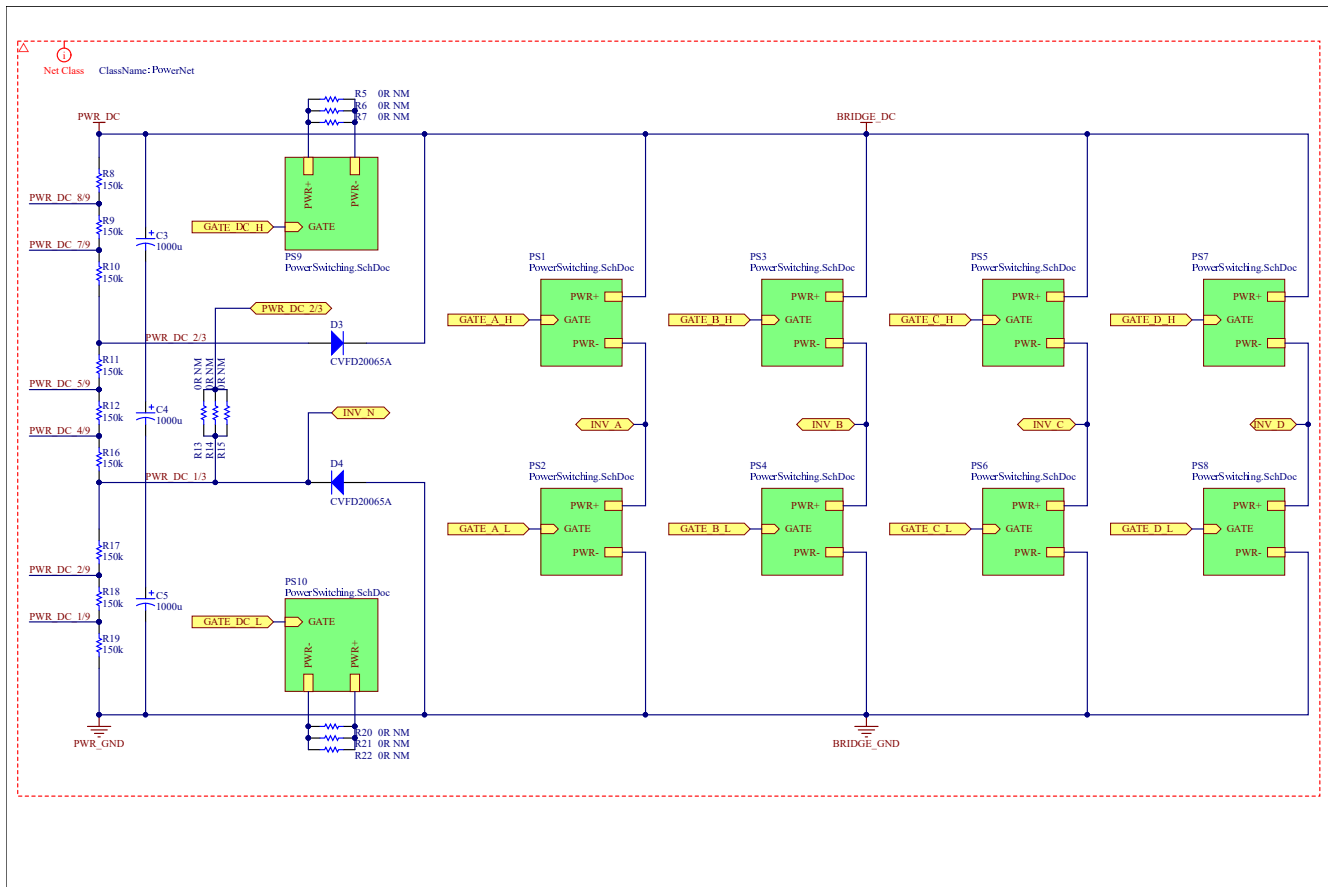 Net Class
ClassName: PowerNet
R5 0R NM
R6 0R NM
R7 0R NM
PWR_DC
BRIDGE_DC
R8
150k
PWR+
PWR-
PWR_DC_8/9
R9
150k
GATE_DC_H
GATE
C3
1000u
PWR_DC_7/9
PS9
PowerSwitching.SchDoc
R10
150k
PS1
PowerSwitching.SchDoc
PS3
PowerSwitching.SchDoc
PS5
PowerSwitching.SchDoc
PS7
PowerSwitching.SchDoc
PWR+
PWR+
PWR+
PWR+
PWR_DC_2/3
GATE_A_H
GATE
GATE_B_H
GATE
GATE_C_H
GATE
GATE_D_H
GATE
D3
PWR_DC_2/3
PWR-
PWR-
PWR-
PWR-
CVFD20065A
R11
150k
0R NM
0R NM
0R NM
PWR_DC_5/9
R12
150k
C4
1000u
INV_N
INV_A
INV_B
INV_C
INV_D
PWR_DC_4/9
R13
R14
R15
R16
150k
D4
PWR_DC_1/3
CVFD20065A
PS2
PowerSwitching.SchDoc
PS4
PowerSwitching.SchDoc
PS6
PowerSwitching.SchDoc
PS8
PowerSwitching.SchDoc
PWR+
PWR+
PWR+
PWR+
GATE_A_L
GATE
GATE_B_L
GATE
GATE_C_L
GATE
GATE_D_L
GATE
PWR-
PWR-
PWR-
PWR-
R17
150k
PWR_DC_2/9
PS10
PowerSwitching.SchDoc
R18
150k
C5
1000u
PWR_DC_1/9
GATE_DC_L
GATE
R19
150k
PWR-
PWR+
R20 0R NM
R21 0R NM
R22 0R NM
PWR_GND
BRIDGE_GND